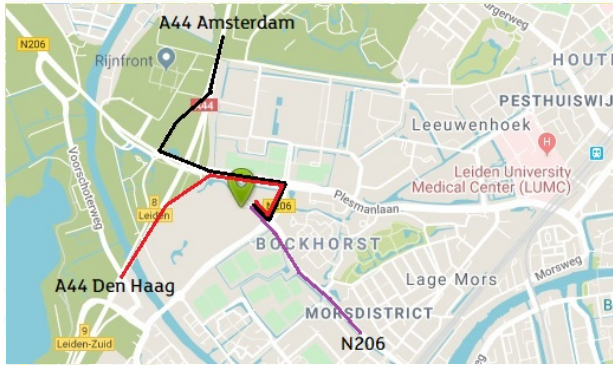 A44 Amsterdam
N206
Rijnfront
HOUT
PESTHUISWIJ
A44
Leeuwenhoek
H
Leiden University
Medical Center (LUMC)
Voorschoterweg
8
Leiden
N206
Plesmanlaan
BOCKHORST
A44 Den Haag
Lage Mors
Morsweg
MORSDISTRICT
9
Leiden-Zuid
N206
B